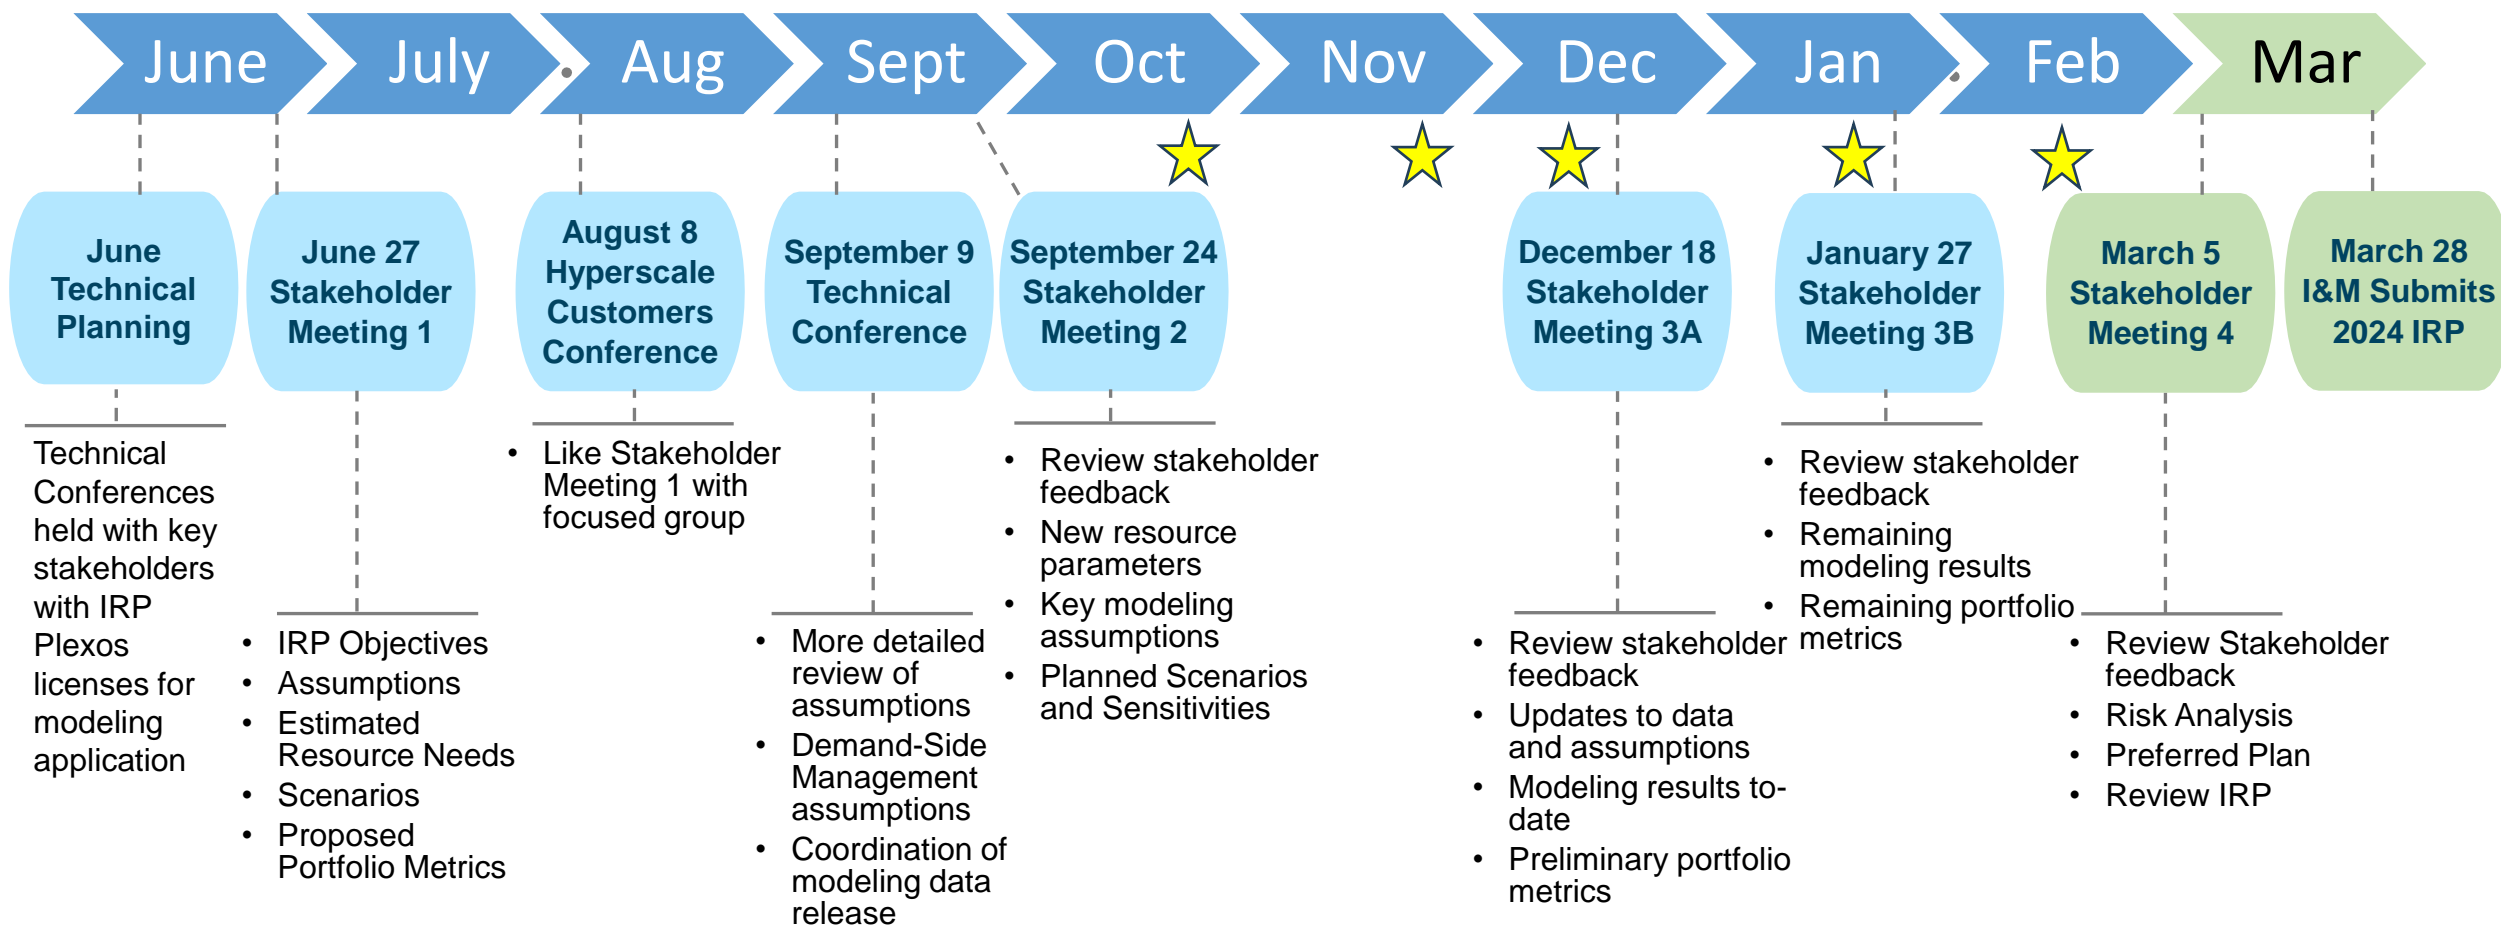 June
July
Aug
Sept
Oct
Nov
Dec
Jan
Feb
Mar
June
Technical
Planning
June 27
Stakeholder
Meeting 1
August 8
Hyperscale
Customers
Conference
September 9
Technical
Conference
September 24
Stakeholder
Meeting 2
December 18
Stakeholder
Meeting 3A
January 27
Stakeholder
Meeting 3B
March 5
Stakeholder
Meeting 4
March 28
I&M Submits
2024 IRP
Technical
Conferences
held with key
stakeholders
with IRP
Plexos
licenses for
modeling
application
• IRP Objectives
• Assumptions
• Estimated
Resource Needs
• Scenarios
• Proposed
Portfolio Metrics
• Like Stakeholder
Meeting 1 with
focused group
• More detailed
review of
assumptions
• Demand-Side
Management
assumptions
• Coordination of
modeling data
release
• Review stakeholder
feedback
• New resource
parameters
• Key modeling
assumptions
• Planned Scenarios
and Sensitivities
• Review stakeholder
feedback
• Updates to data
and assumptions
• Modeling results to-
date
• Preliminary portfolio
metrics
• Review stakeholder
feedback
• Remaining
modeling results
• Remaining portfolio
metrics
• Review Stakeholder
feedback
• Risk Analysis
• Preferred Plan
• Review IRP